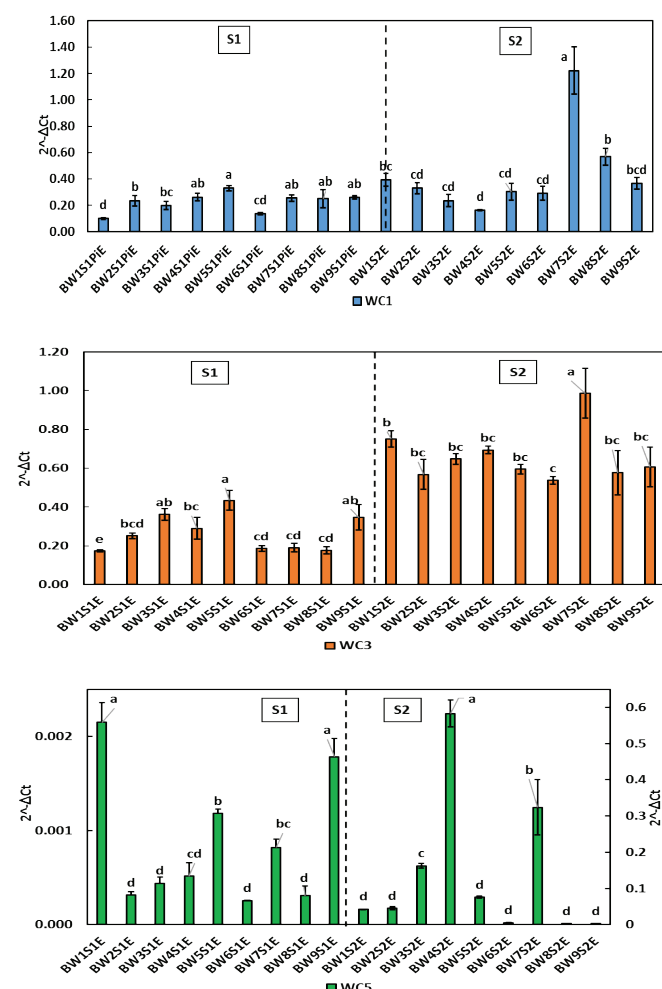 1.60
1.40
1.20
1.00
0.80
0.60
0.40
0.20
0.00
2^-ΔCt
S1
S2
d b bc ab a cd ab ab ab bc cd cd d cd cd a b bcd
BW1S1PiE BW2S1PiE BW3S1PiE BW4S1PiE BW5S1PiE BW6S1PiE BW7S1PiE BW8S1PiE BW9S1PiE BW1S2E BW2S2E BW3S2E BW4S2E BW5S2E BW6S2E BW7S2E BW8S2E BW9S2E
WC1
1.20
1.00
0.80
0.60
0.40
0.20
0.00
2^-ΔCt
S1
S2
e bcd ab bc a cd cd cd ab b bc bc bc bc c a bc bc
BW1S1E BW2S1E BW3S1E BW4S1E BW5S1E BW6S1E BW7S1E BW8S1E BW9S1E BW1S2E BW2S2E BW3S2E BW4S2E BW5S2E BW6S2E BW7S2E BW8S2E BW9S2E
WC3
0.002
0.001
0.000
2^-ΔCt
S1
S2
a d d cd b d bc d a d d c a d d b d d
0.6
0.5
0.4
0.3
0.2
0.1
0
2^-ΔCt
BW1S1E BW2S1E BW3S1E BW4S1E BW5S1E BW6S1E BW7S1E BW8S1E BW9S1E BW1S2E BW2S2E BW3S2E BW4S2E BW5S2E BW6S2E BW7S2E BW8S2E BW9S2E
WC5